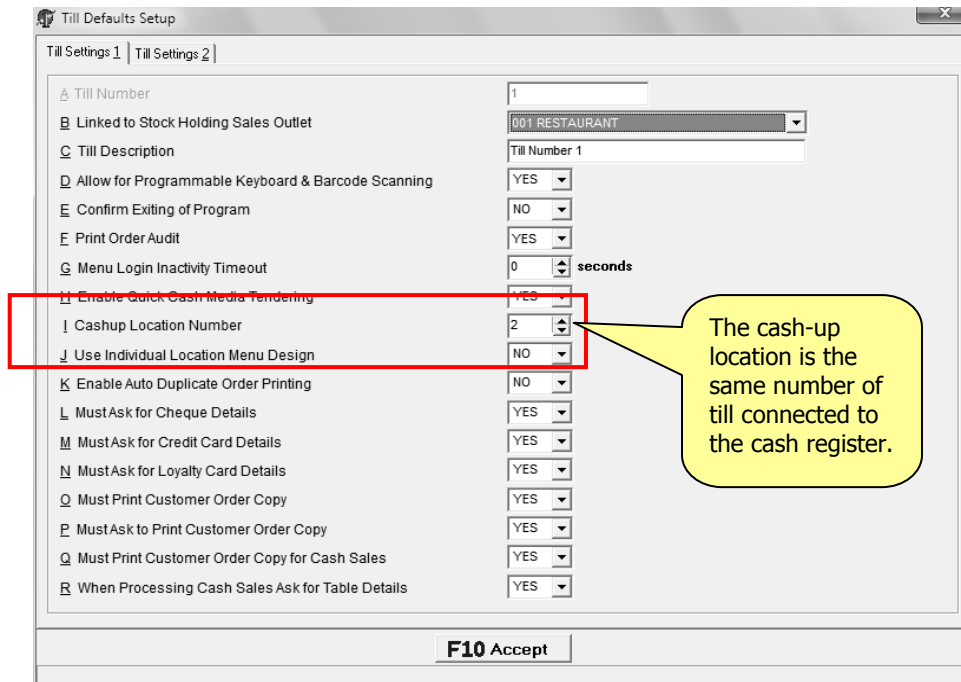 Till Defaults Setup
Till Settings 1 Till Settings 2
A Till Number 1
B Linked to Stock Holding Sales Outlet 001 RESTAURANT
C Till Description Till Number 1
D Allow for Programmable Keyboard & Barcode Scanning YES
E Confirm Exiting of Program NO
F Print Order Audit YES
G Menu Login Inactivity Timeout 0 seconds
H Enable Quick Cash Media Tendering YES
I Cashup Location Number 2
J Use Individual Location Menu Design NO
K Enable Auto Duplicate Order Printing NO
L Must Ask for Cheque Details YES
M Must Ask for Credit Card Details YES
N Must Ask for Loyalty Card Details YES
O Must Print Customer Order Copy YES
P Must Ask to Print Customer Order Copy YES
Q Must Print Customer Order Copy for Cash Sales YES
R When Processing Cash Sales Ask for Table Details YES
The cash-up
location is the
same number of
till connected to
the cash register.
F10 Accept